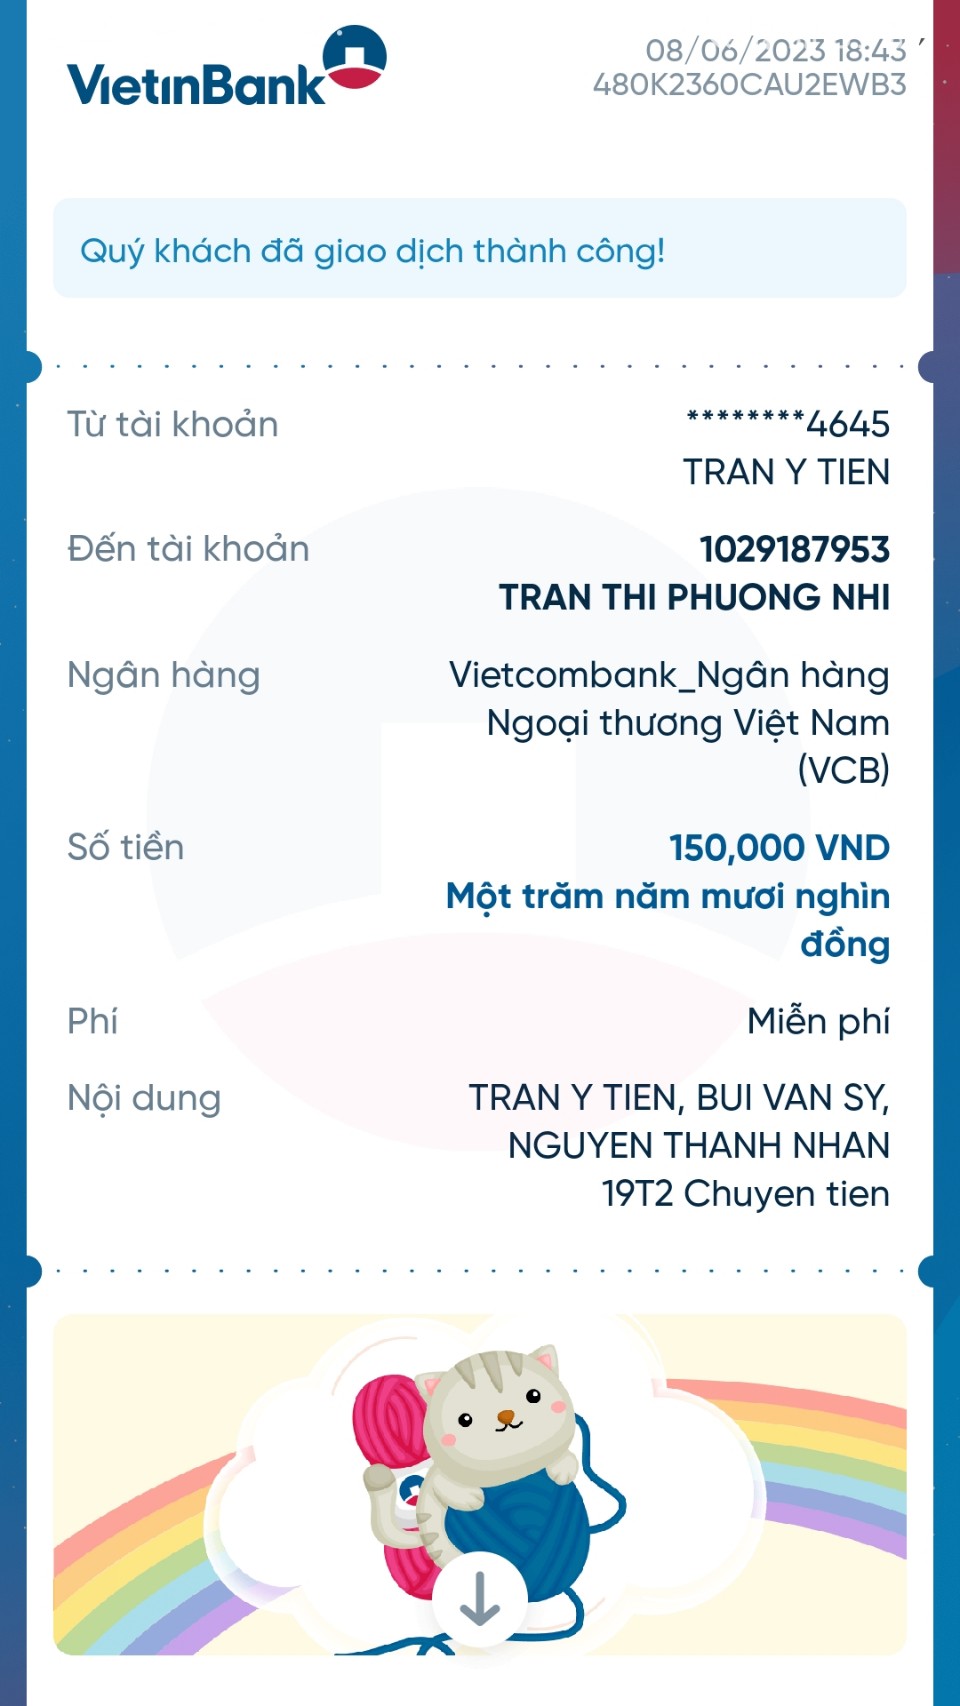 VietinBank
08/06/2023 18:43
480K2360CAU2EWB3
Quý khách đã giao dịch thành công!
Từ tài khoản
********4645
TRAN Y TIEN
Đến tài khoản
1029187953
TRAN THI PHUONG NHI
Ngân hàng
Vietcombank_Ngân hàng
Ngoại thương Việt Nam
(VCB)
Số tiền
150,000 VND
Một trăm năm mươi nghìn
đồng
Phí
Miễn phí
Nội dung
TRAN Y TIEN, BUI VAN SY,
NGUYEN THANH NHAN
19T2 Chuyen tien